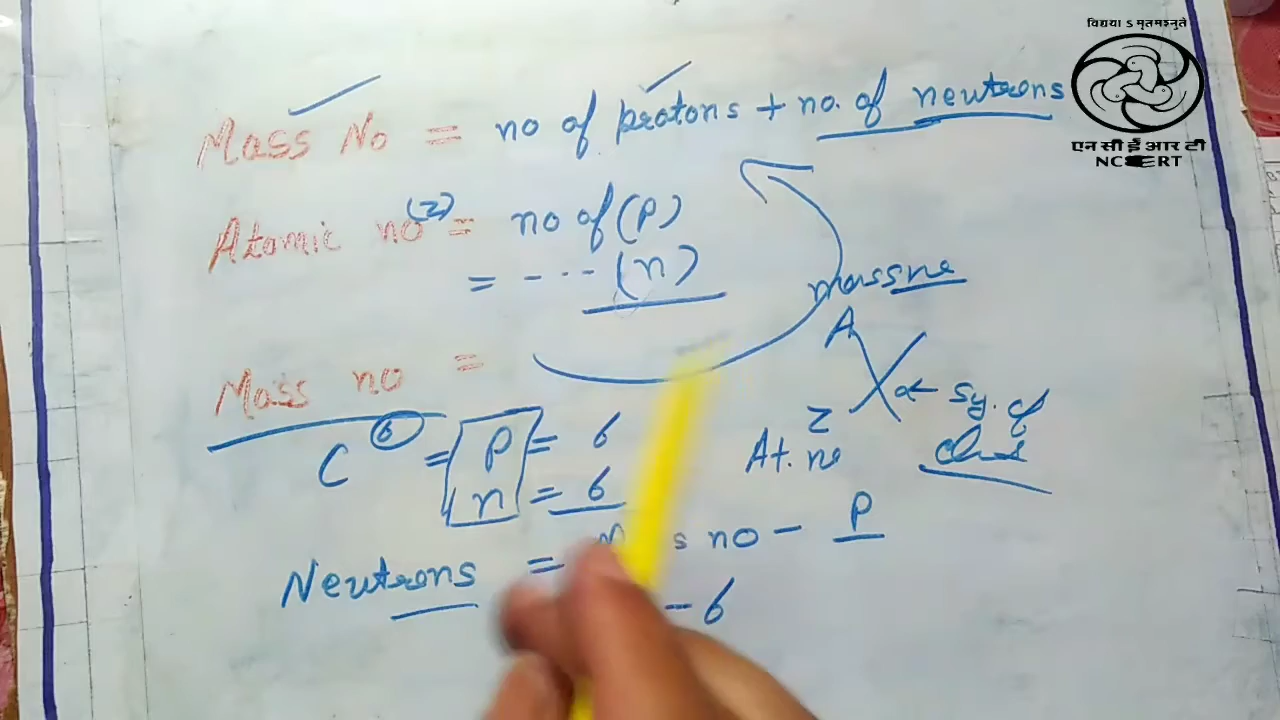 विद्यया S मृतमश्नुते
एन सी ई आर टी
NCERT
Mass No = no of protons + no. of neutrons
Atomic no (Z) = no of (P)
= - - - - (n)
mass no
A
Mass no =
Z
Sy. of
At. no
C 6 = P = 6
n = 6
Neutrons = s no - P
- 6